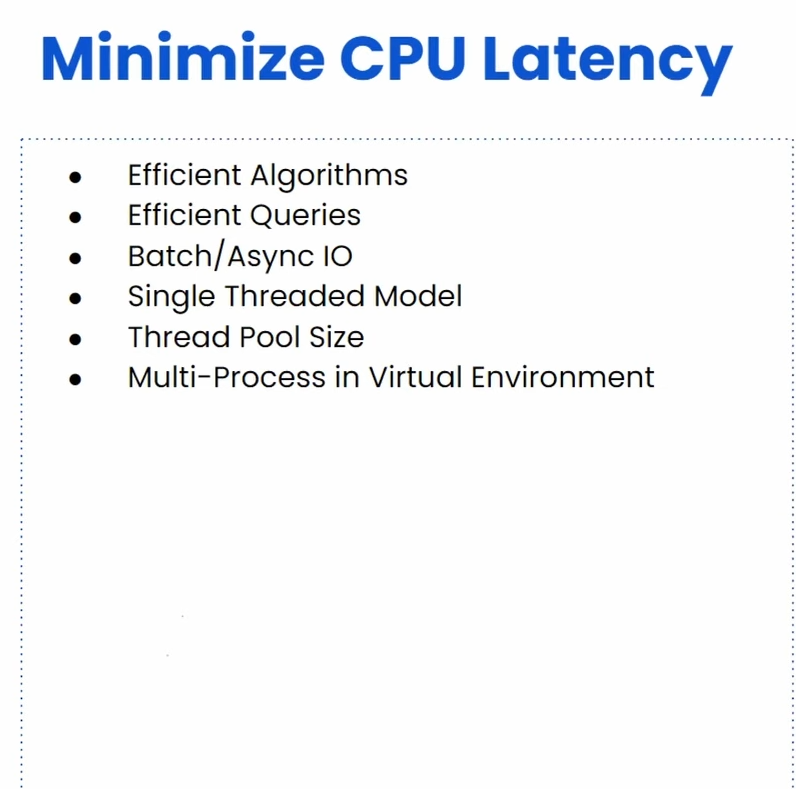 Minimize CPU Latency
● Efficient Algorithms
● Efficient Queries
● Batch/Async IO
● Single Threaded Model
● Thread Pool Size
● Multi-Process in Virtual Environment